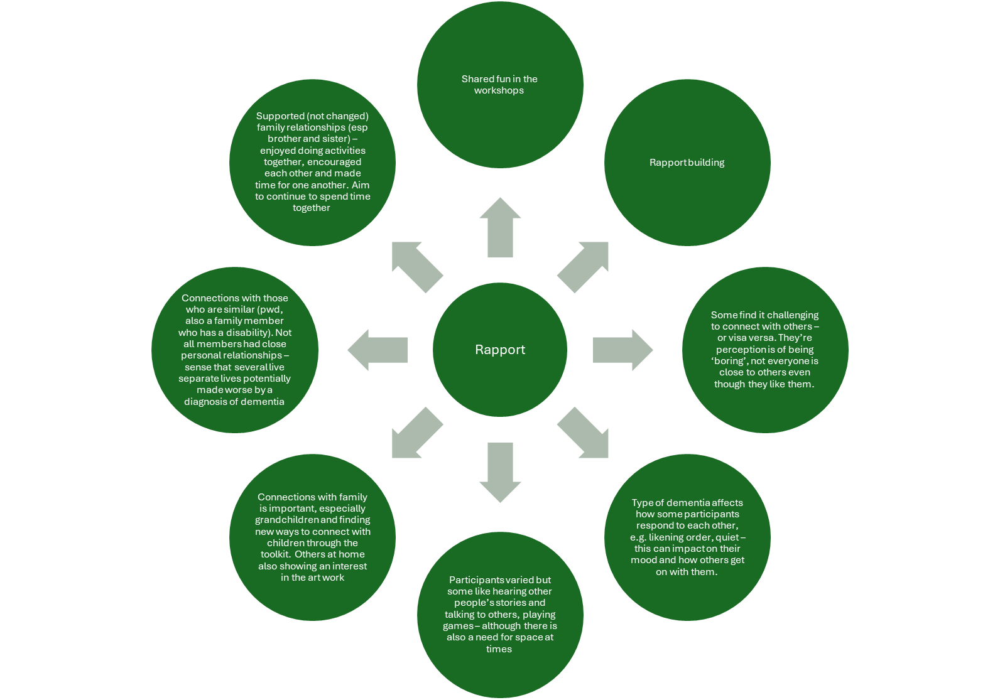 Shared fun in the
workshops
Rapport building
Some find it challenging
to connect with others –
or visa versa. They’re
perception is of being
‘boring’, not everyone is
close to others even
though they like them.
Type of dementia affects
how some participants
respond to each other,
e.g. likening order, quiet –
this can impact on their
mood and how others get
on with them.
Participants varied but
some like hearing other
people’s stories and
talking to others, playing
games – although there is
also a need for space at
times
Connections with family
is important, especially
grandchildren and finding
new ways to connect with
children through the
toolkit. Others at home
also showing an interest
in the art work
Connections with those
who are similar (pwd,
also a family member
who has a disability). Not
all members had close
personal relationships –
sense that several live
separate lives potentially
made worse by a
diagnosis of dementia
Supported (not changed)
family relationships (esp
brother and sister) –
enjoyed doing activities
together, encouraged
each other and made
time for one another. Aim
to continue to spend time
together
Rapport